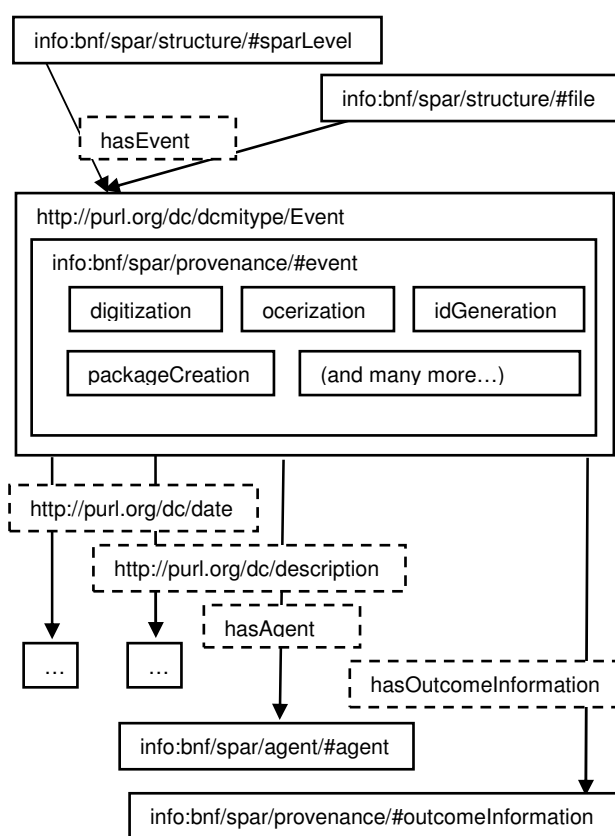 info:bnf/spar/structure/#sparLevel
info:bnf/spar/structure/#file
hasEvent
http://purl.org/dc/dcmitype/Event
info:bnf/spar/provenance/#event
digitization
ocerization
idGeneration
packageCreation
(and many more…)
http://purl.org/dc/date
http://purl.org/dc/description
hasAgent
…
…
hasOutcomeInformation
info:bnf/spar/agent/#agent
info:bnf/spar/provenance/#outcomeInformation